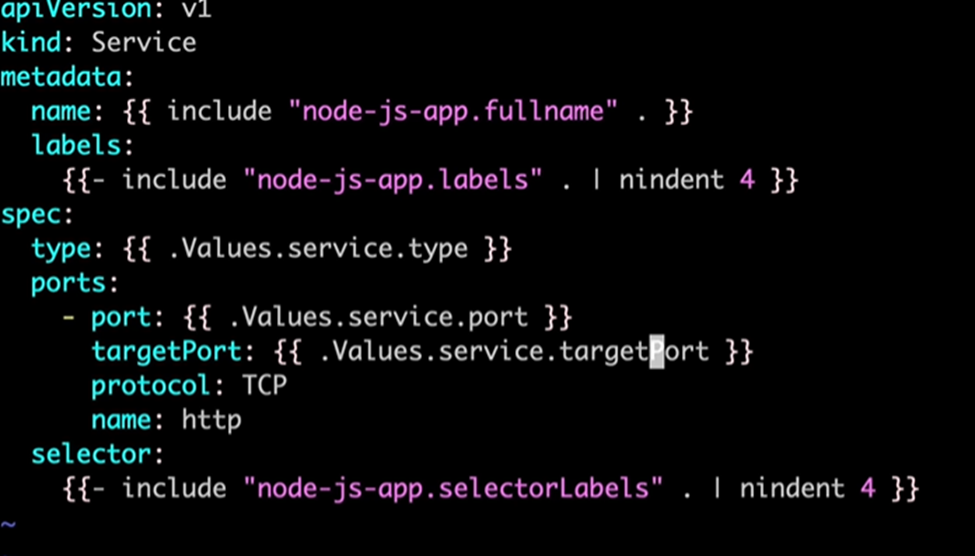 apiVersion: v1
kind: Service
metadata:
  name: {{ include "node-js-app.fullname" . }}
  labels:
    {{- include "node-js-app.labels" . | nindent 4 }}
spec:
  type: {{ .Values.service.type }}
  ports:
    - port: {{ .Values.service.port }}
      targetPort: {{ .Values.service.targetPort }}
      protocol: TCP
      name: http
  selector:
    {{- include "node-js-app.selectorLabels" . | nindent 4 }}
~